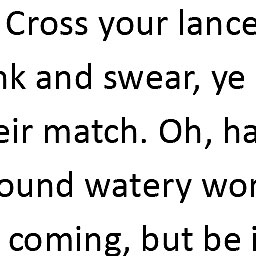 Cross your lance
nk and swear, ye
eir match. Oh, ha
ound watery wor
coming, but be i